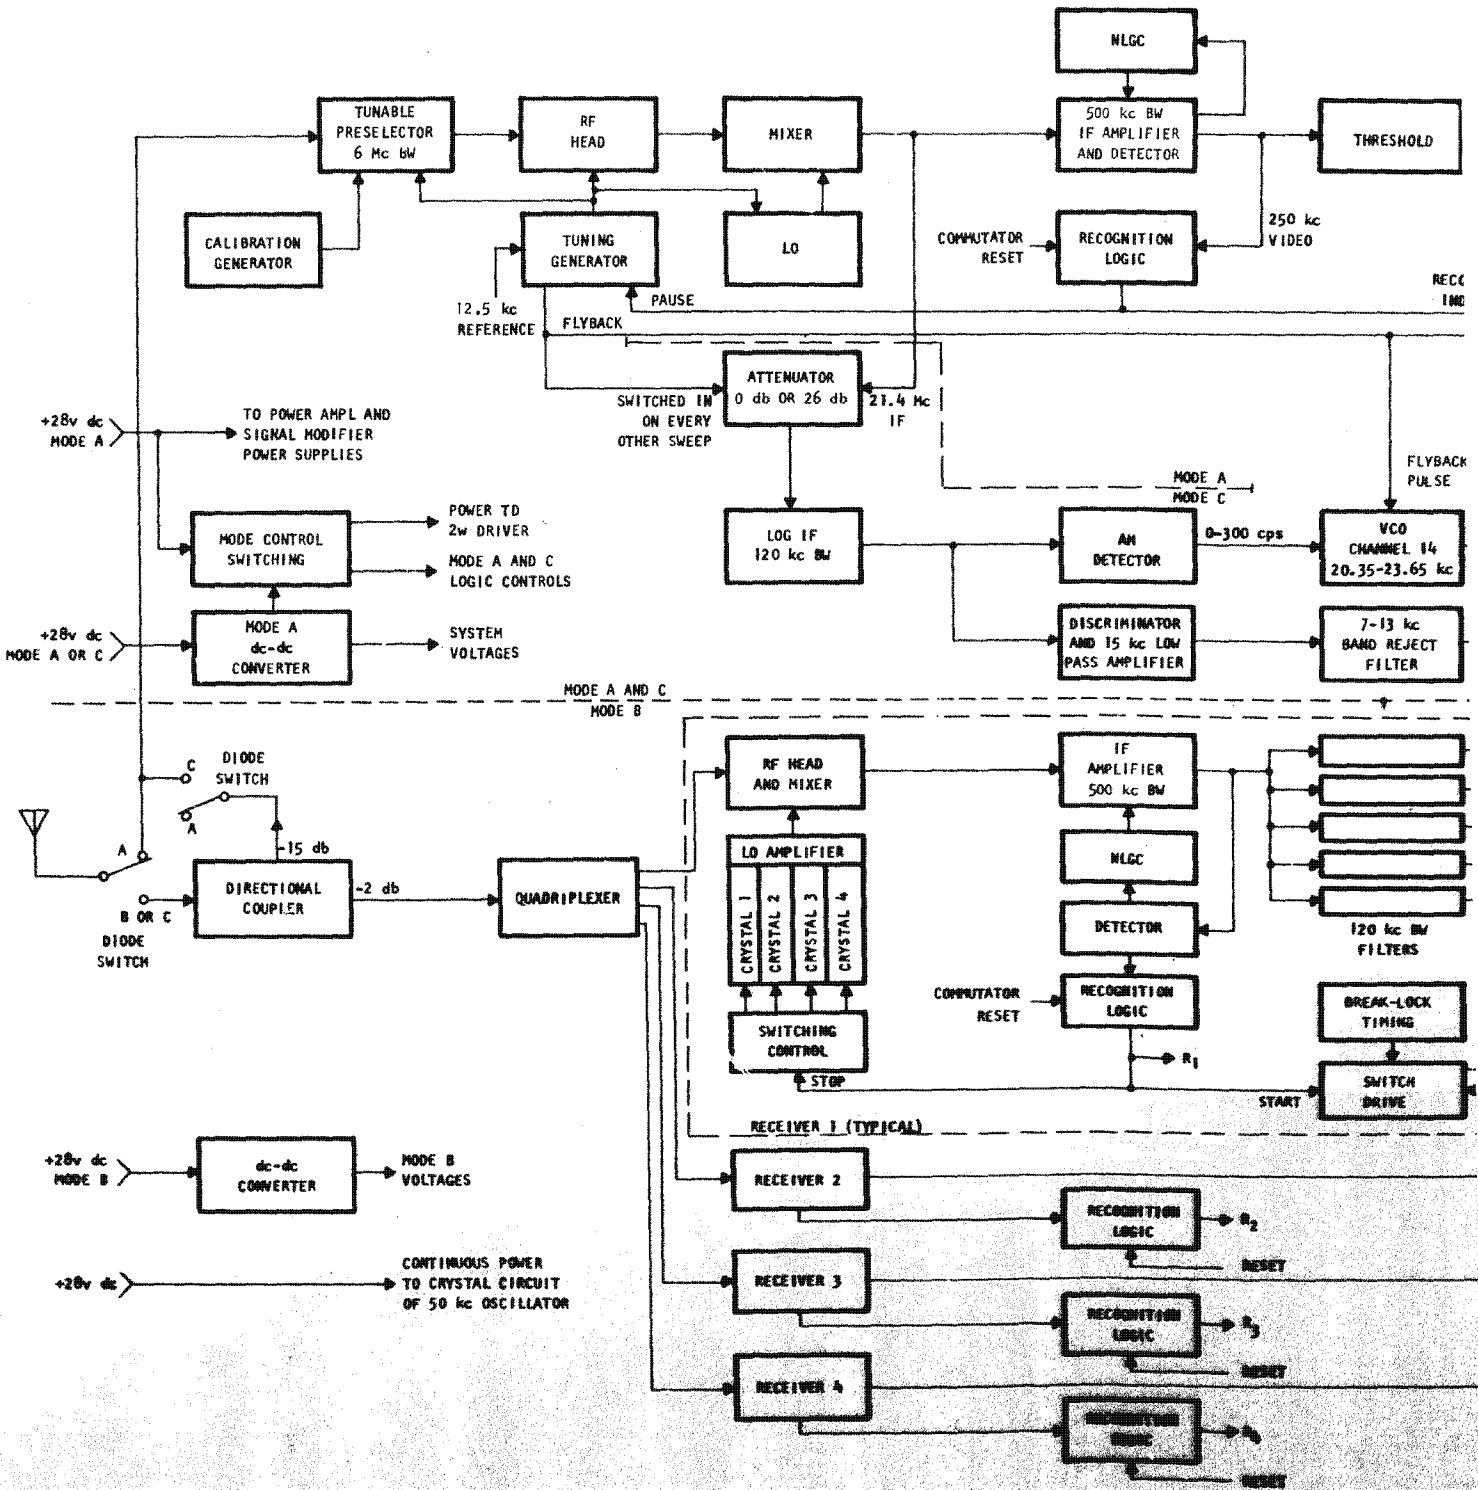 NLGC
TUNABLE
PRESELECTOR
6 Mc BW
RF
HEAD
MIXER
500 kc BW
IF AMPLIFIER
AND DETECTOR
THRESHOLD
CALIBRATION
GENERATOR
TUNING
GENERATOR
LO
COMMUTATOR
RESET
RECOGNITION
LOGIC
250 kc
VIDEO
12.5 kc
REFERENCE
PAUSE
FLYBACK
ATTENUATOR
0 db OR 26 db
SWITCHED IN
ON EVERY
OTHER SWEEP
21.4 Mc
IF
+28v dc
MODE A
TO POWER AMPL AND
SIGNAL MODIFIER
POWER SUPPLIES
MODE A
MODE C
FLYBACK
PULSE
MODE CONTROL
SWITCHING
POWER TO
2w DRIVER
MODE A AND C
LOGIC CONTROLS
LOG IF
120 kc BW
AM
DETECTOR
0-300 cps
VCO
CHANNEL 14
20.35-23.65 kc
+28v dc
MODE A OR C
MODE A
dc-dc
CONVERTER
SYSTEM
VOLTAGES
DISCRIMINATOR
AND 15 kc LOW
PASS AMPLIFIER
7-13 kc
BAND REJECT
FILTER
MODE A AND C
MODE B
C
DIODE
SWITCH
A
A
B OR C
DIODE
SWITCH
-15 db
DIRECTIONAL
COUPLER
-2 db
QUADRIPLEXER
RF HEAD
AND MIXER
LO AMPLIFIER
CRYSTAL 1
CRYSTAL 2
CRYSTAL 3
CRYSTAL 4
SWITCHING
CONTROL
STOP
IF
AMPLIFIER
500 kc BW
NLGC
DETECTOR
COMMUTATOR
RESET
RECOGNITION
LOGIC
R1
120 kc BW
FILTERS
BREAK-LOCK
TIMING
START
SWITCH
DRIVE
RECEIVER 1 (TYPICAL)
+28v dc
MODE B
dc-dc
CONVERTER
MODE B
VOLTAGES
+28v dc
CONTINUOUS POWER
TO CRYSTAL CIRCUIT
OF 50 kc OSCILLATOR
RECEIVER 2
RECOGNITION
LOGIC
R2
RESET
RECEIVER 3
RECOGNITION
LOGIC
R3
RESET
RECEIVER 4
RECOGNITION
LOGIC
RESET